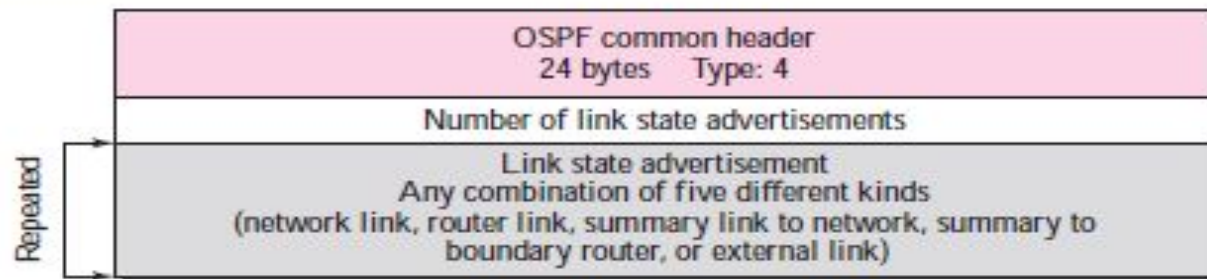 OSPF common header
24 bytes Type: 4
Number of link state advertisements
Repeated
Link state advertisement
Any combination of five different kinds
(network link, router link, summary link to network, summary to
boundary router, or external link)